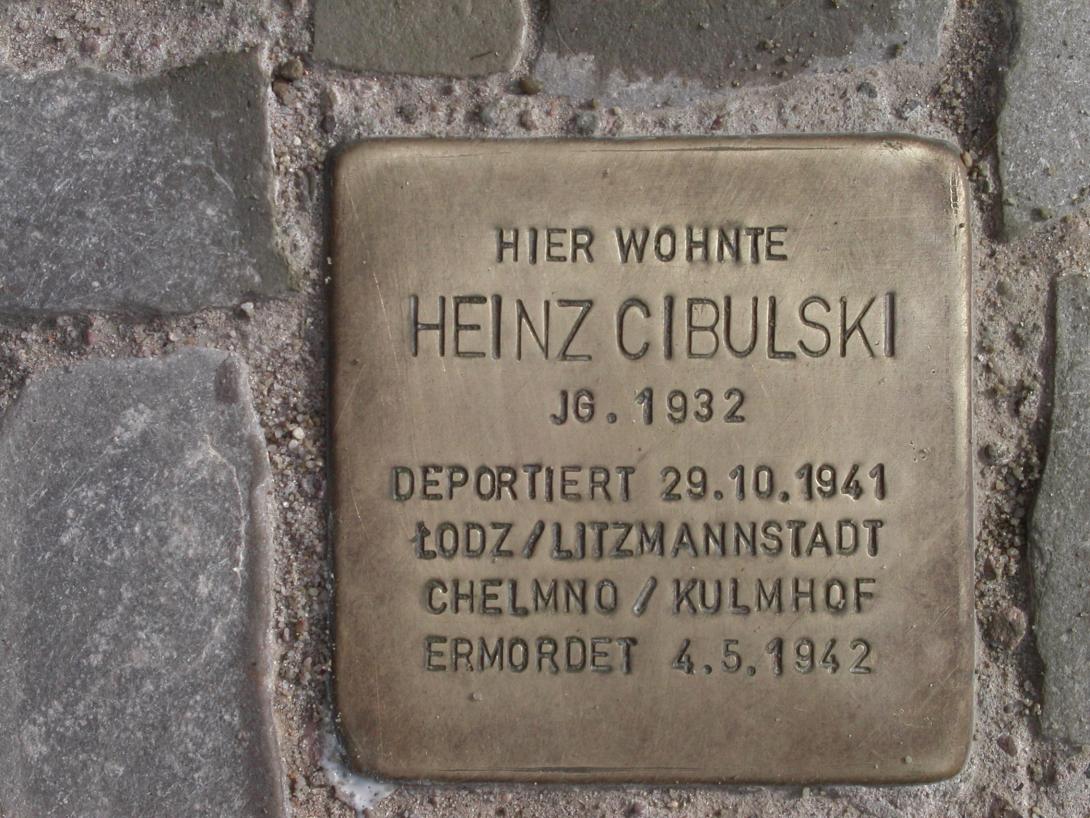 HIER WOHNTE
HEINZ CIBULSKI
JG. 1932
DEPORTIERT 29.10.1941
ŁODZ/LITZMANNSTADT
CHELMNO / KULMHOF
ERMORDET 4.5.1942